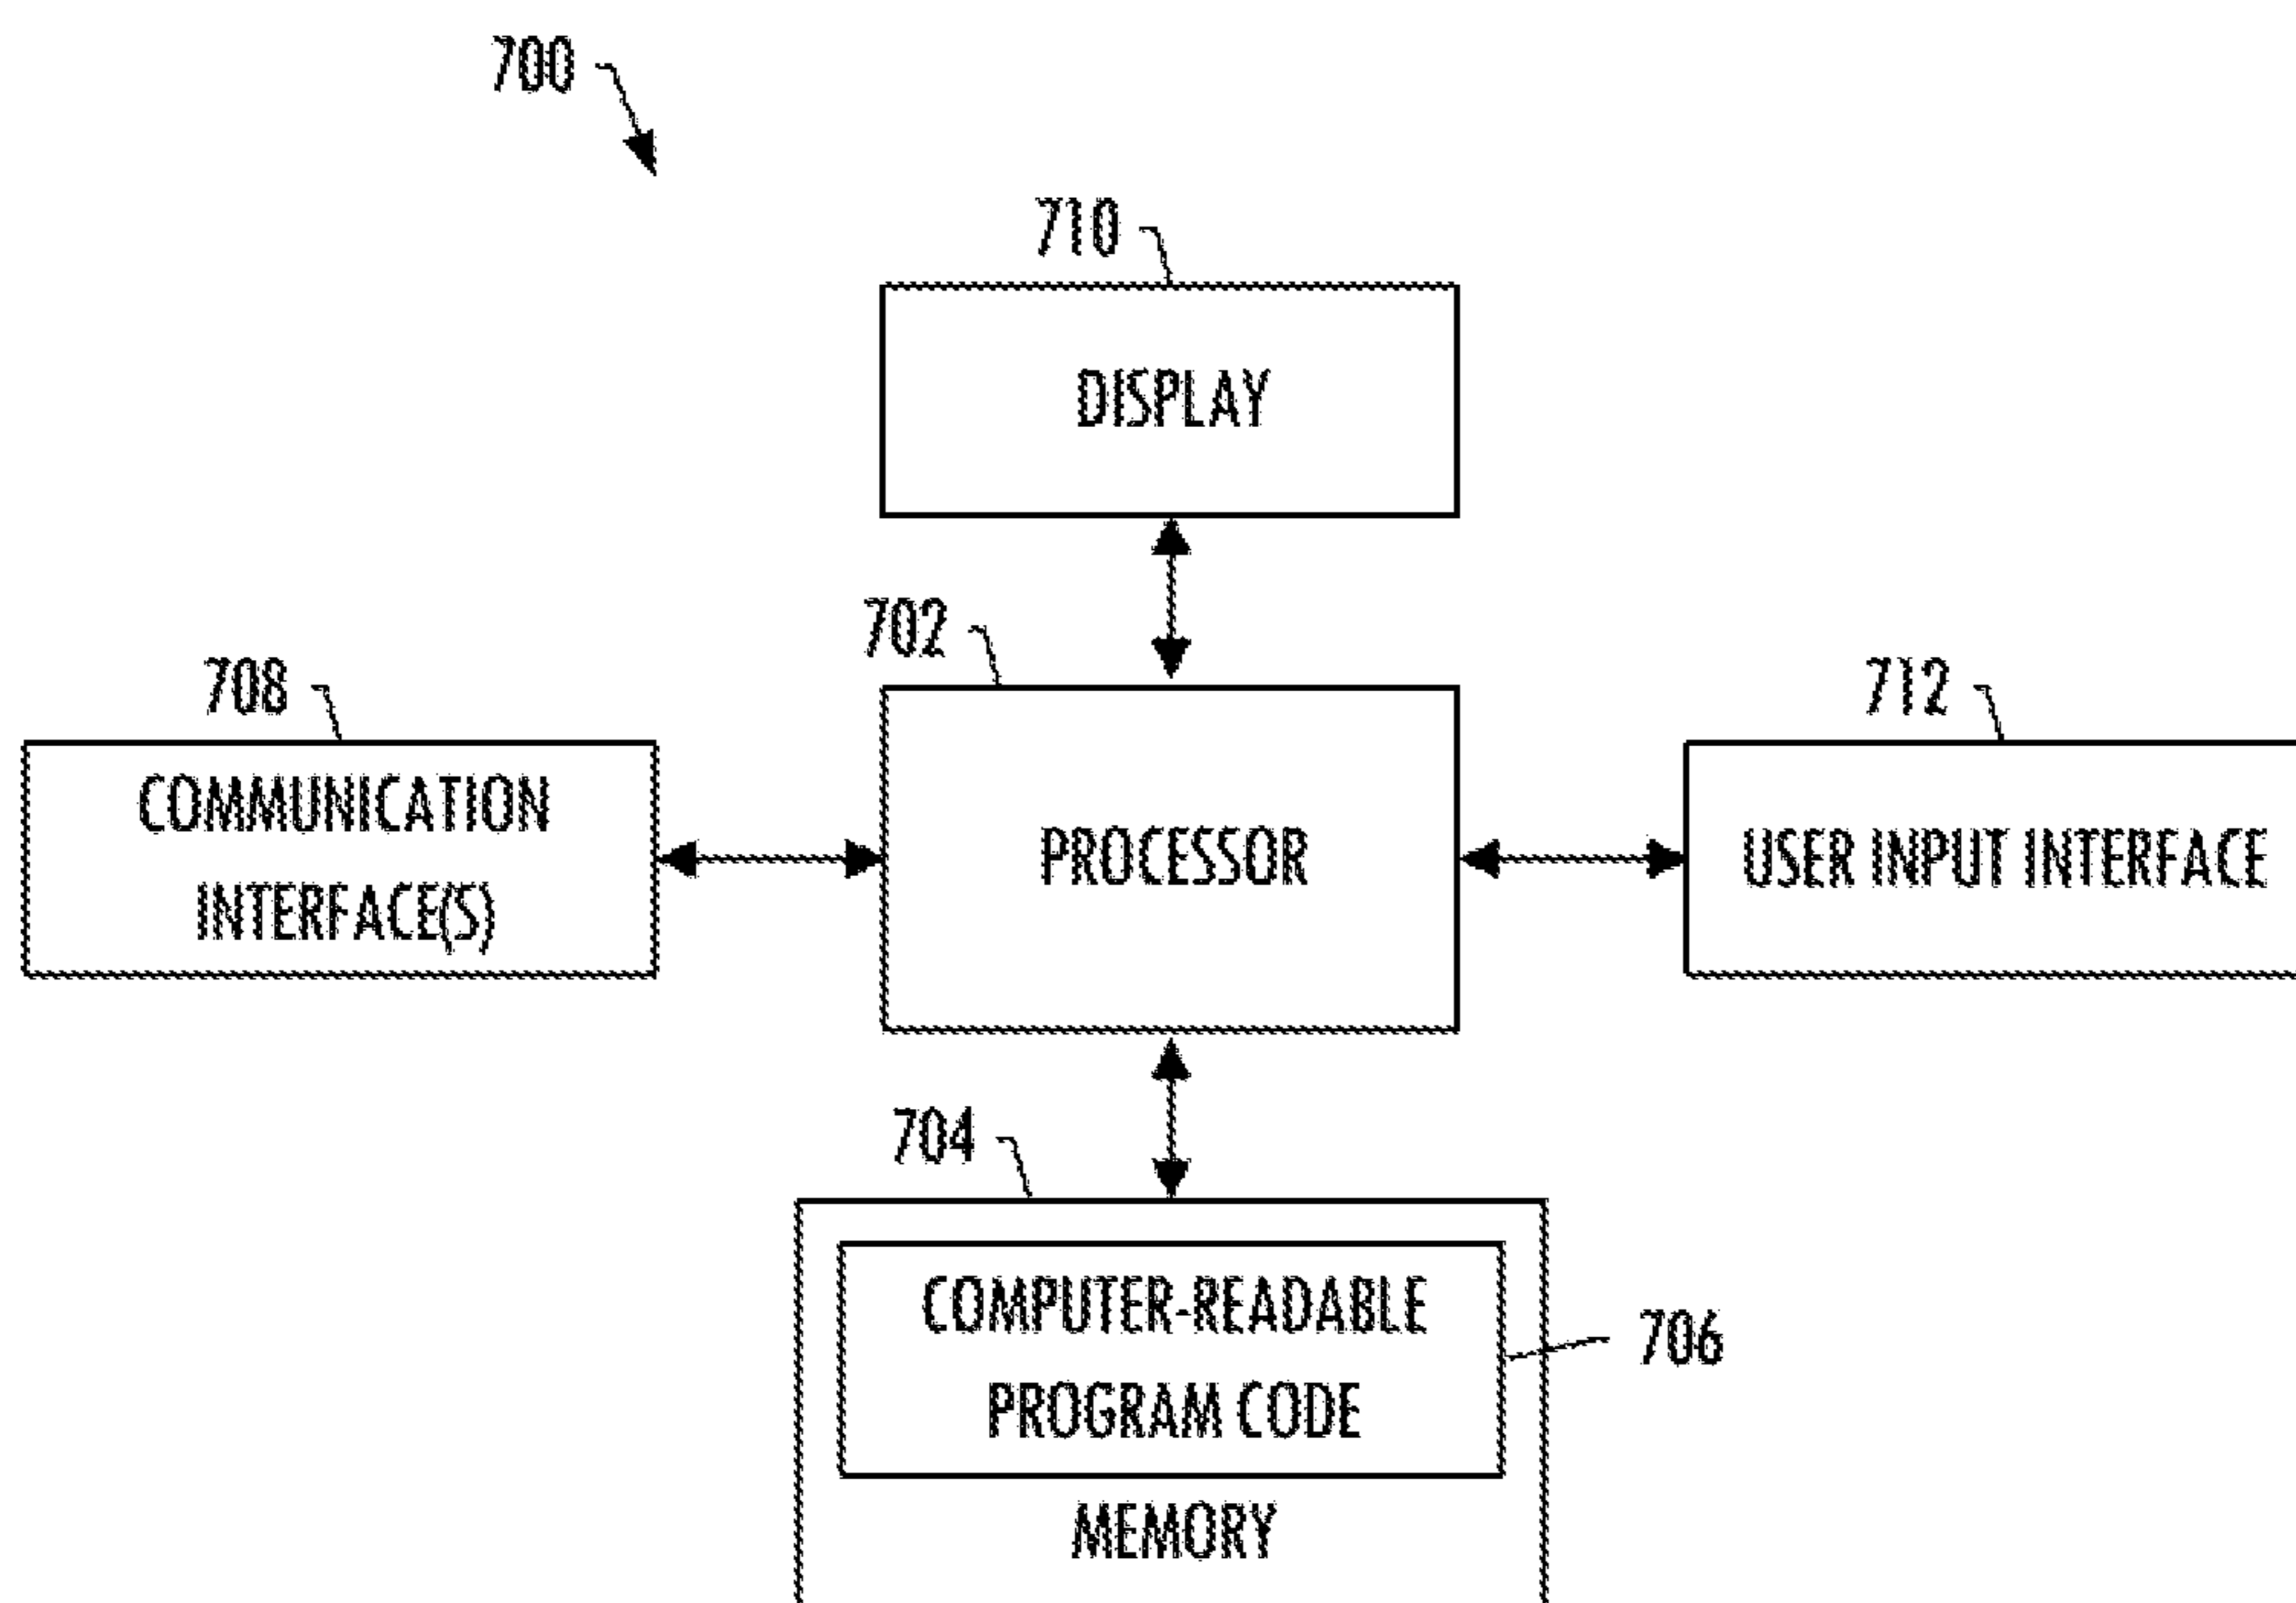 700
710
DISPLAY
702
708
712
COMMUNICATION
INTERFACE(S)
PROCESSOR
USER INPUT INTERFACE
704
COMPUTER-READABLE
PROGRAM CODE
706
MEMORY